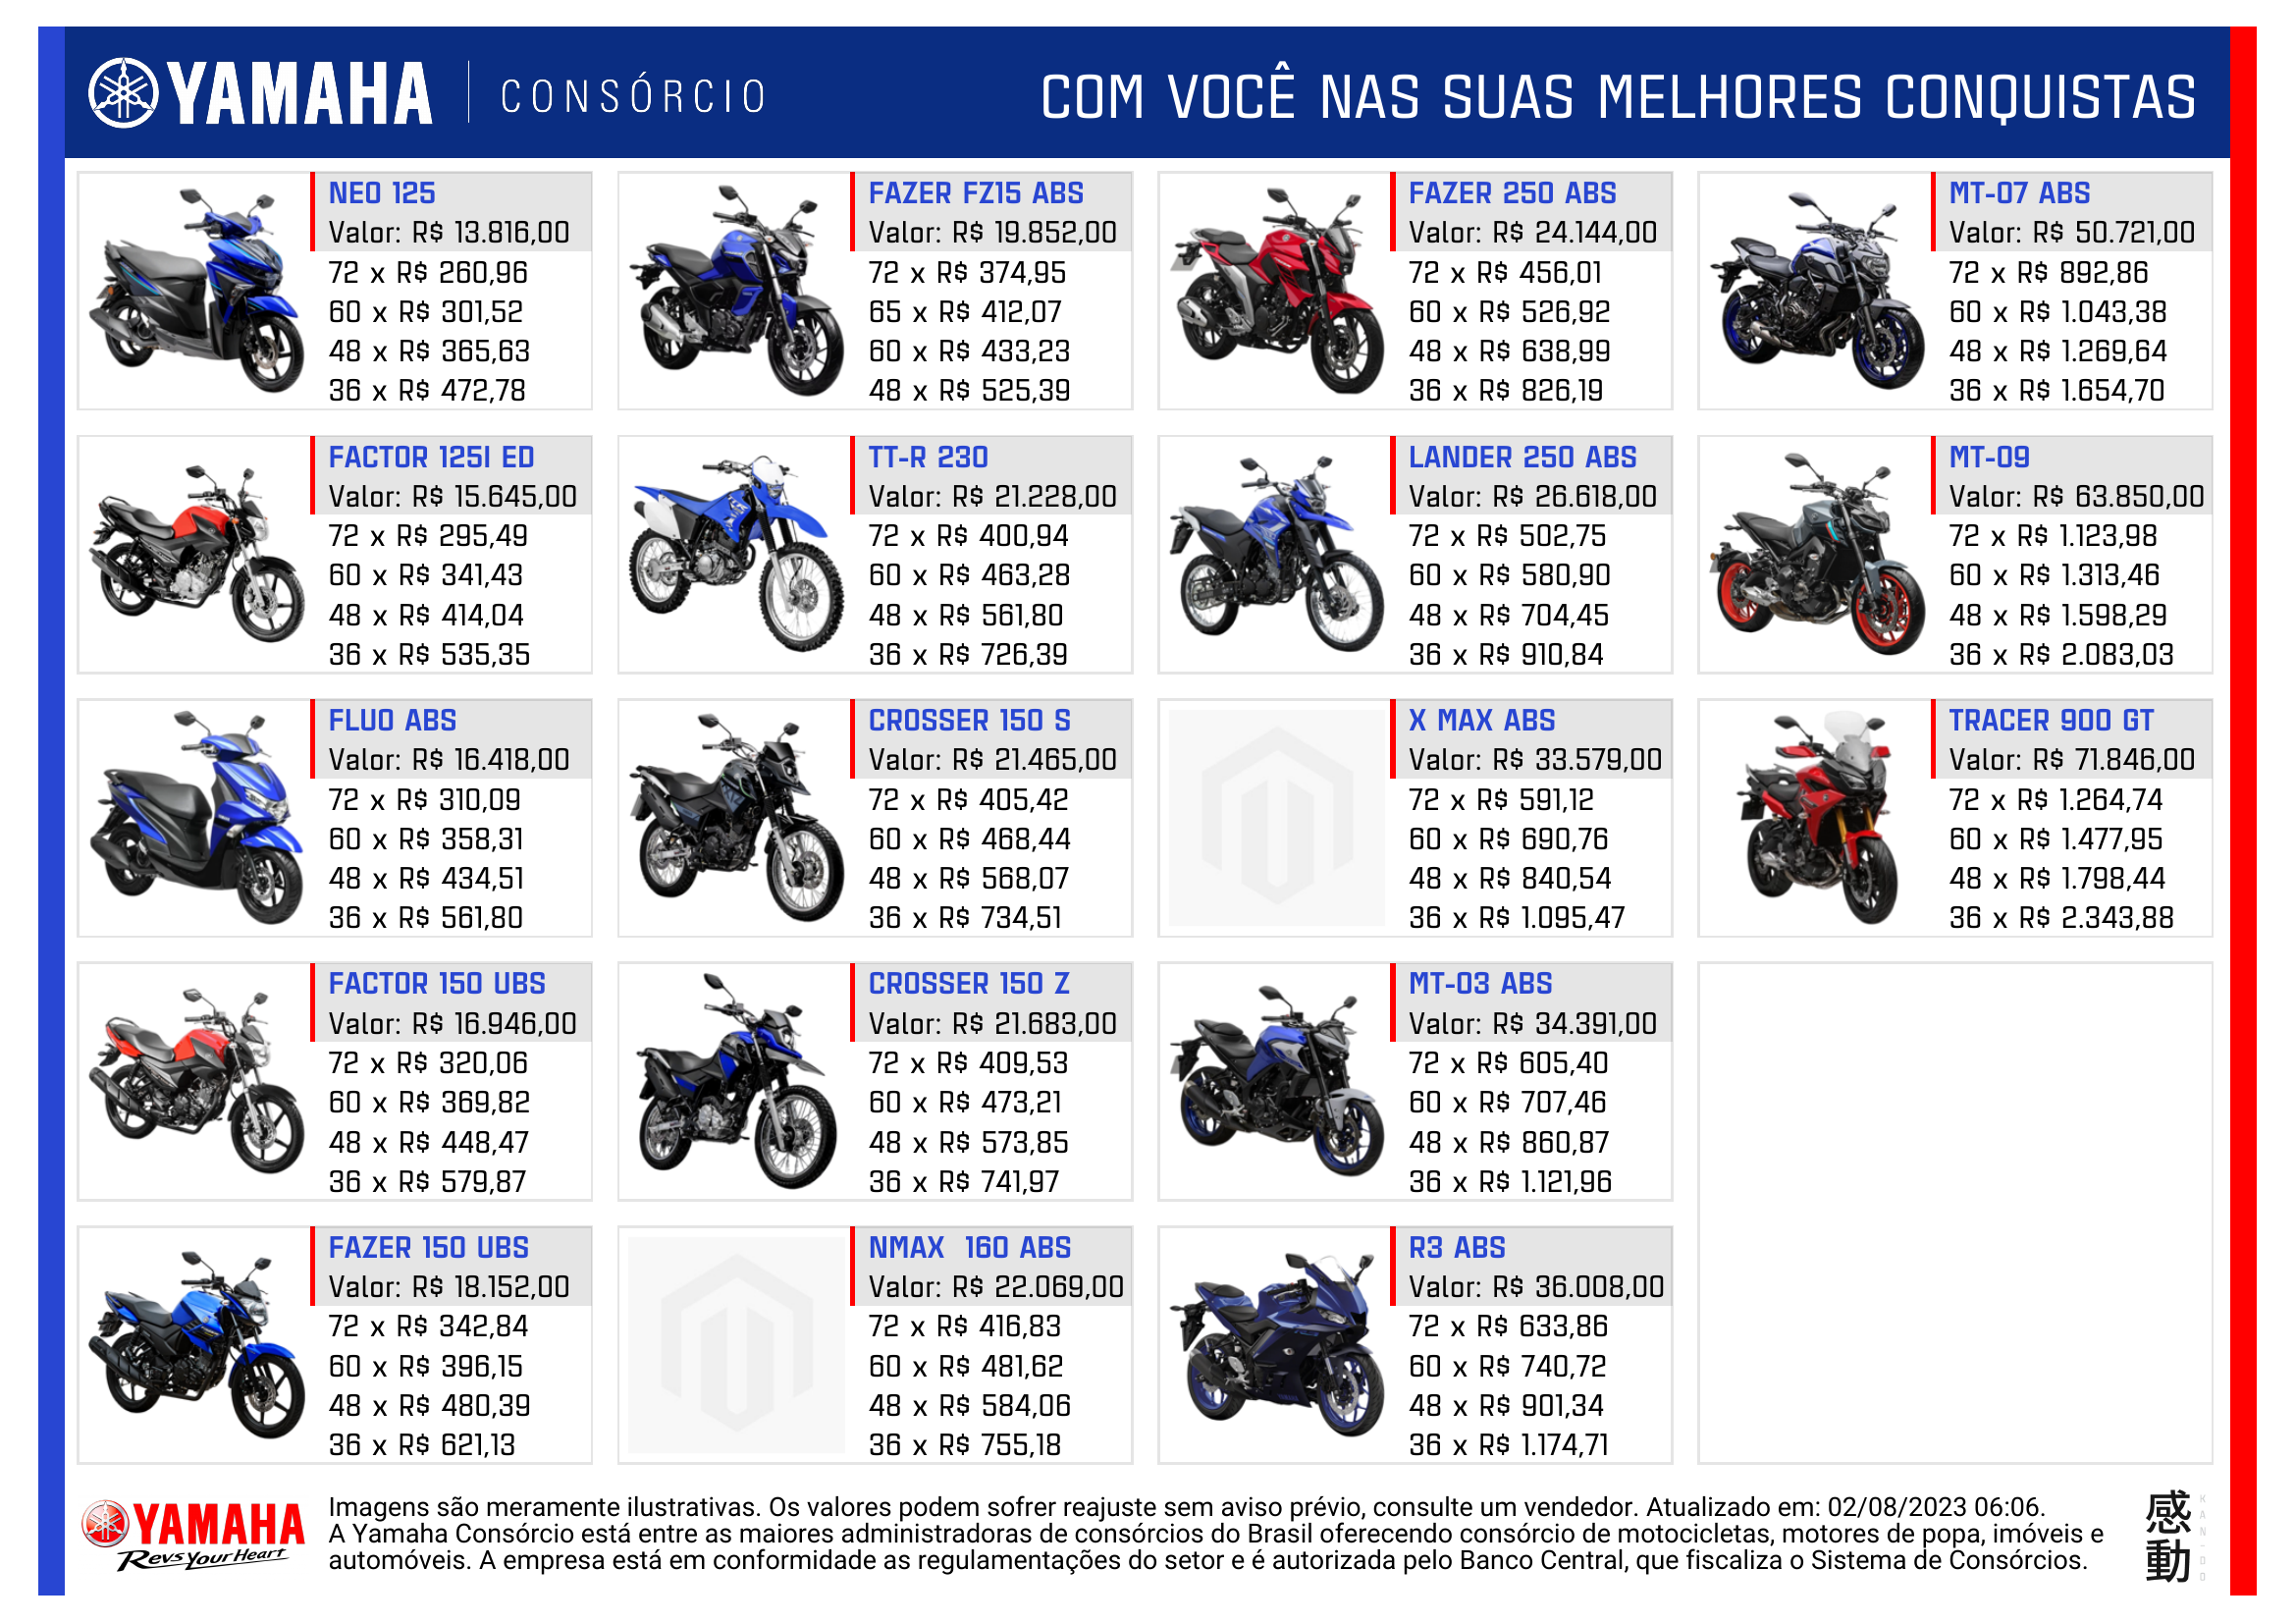 YAMAHA CONSÓRCIO
COM VOCÊ NAS SUAS MELHORES CONQUISTAS
NEO 125
Valor: R$ 13.816,00
72 x R$ 260,96
60 x R$ 301,52
48 x R$ 365,63
36 x R$ 472,78
FAZER FZ15 ABS
Valor: R$ 19.852,00
72 x R$ 374,95
65 x R$ 412,07
60 x R$ 433,23
48 x R$ 525,39
FAZER 250 ABS
Valor: R$ 24.144,00
72 x R$ 456,01
60 x R$ 526,92
48 x R$ 638,99
36 x R$ 826,19
MT-07 ABS
Valor: R$ 50.721,00
72 x R$ 892,86
60 x R$ 1.043,38
48 x R$ 1.269,64
36 x R$ 1.654,70
FACTOR 125I ED
Valor: R$ 15.645,00
72 x R$ 295,49
60 x R$ 341,43
48 x R$ 414,04
36 x R$ 535,35
TT-R 230
Valor: R$ 21.228,00
72 x R$ 400,94
60 x R$ 463,28
48 x R$ 561,80
36 x R$ 726,39
LANDER 250 ABS
Valor: R$ 26.618,00
72 x R$ 502,75
60 x R$ 580,90
48 x R$ 704,45
36 x R$ 910,84
MT-09
Valor: R$ 63.850,00
72 x R$ 1.123,98
60 x R$ 1.313,46
48 x R$ 1.598,29
36 x R$ 2.083,03
FLUO ABS
Valor: R$ 16.418,00
72 x R$ 310,09
60 x R$ 358,31
48 x R$ 434,51
36 x R$ 561,80
CROSSER 150 S
Valor: R$ 21.465,00
72 x R$ 405,42
60 x R$ 468,44
48 x R$ 568,07
36 x R$ 734,51
X MAX ABS
Valor: R$ 33.579,00
72 x R$ 591,12
60 x R$ 690,76
48 x R$ 840,54
36 x R$ 1.095,47
TRACER 900 GT
Valor: R$ 71.846,00
72 x R$ 1.264,74
60 x R$ 1.477,95
48 x R$ 1.798,44
36 x R$ 2.343,88
FACTOR 150 UBS
Valor: R$ 16.946,00
72 x R$ 320,06
60 x R$ 369,82
48 x R$ 448,47
36 x R$ 579,87
CROSSER 150 Z
Valor: R$ 21.683,00
72 x R$ 409,53
60 x R$ 473,21
48 x R$ 573,85
36 x R$ 741,97
MT-03 ABS
Valor: R$ 34.391,00
72 x R$ 605,40
60 x R$ 707,46
48 x R$ 860,87
36 x R$ 1.121,96
FAZER 150 UBS
Valor: R$ 18.152,00
72 x R$ 342,84
60 x R$ 396,15
48 x R$ 480,39
36 x R$ 621,13
NMAX 160 ABS
Valor: R$ 22.069,00
72 x R$ 416,83
60 x R$ 481,62
48 x R$ 584,06
36 x R$ 755,18
R3 ABS
Valor: R$ 36.008,00
72 x R$ 633,86
60 x R$ 740,72
48 x R$ 901,34
36 x R$ 1.174,71
YAMAHA
Revs Your Heart
Imagens são meramente ilustrativas. Os valores podem sofrer reajuste sem aviso prévio, consulte um vendedor. Atualizado em: 02/08/2023 06:06.
A Yamaha Consórcio está entre as maiores administradoras de consórcios do Brasil oferecendo consórcio de motocicletas, motores de popa, imóveis e
automóveis. A empresa está em conformidade as regulamentações do setor e é autorizada pelo Banco Central, que fiscaliza o Sistema de Consórcios.
感動
KAN-DO